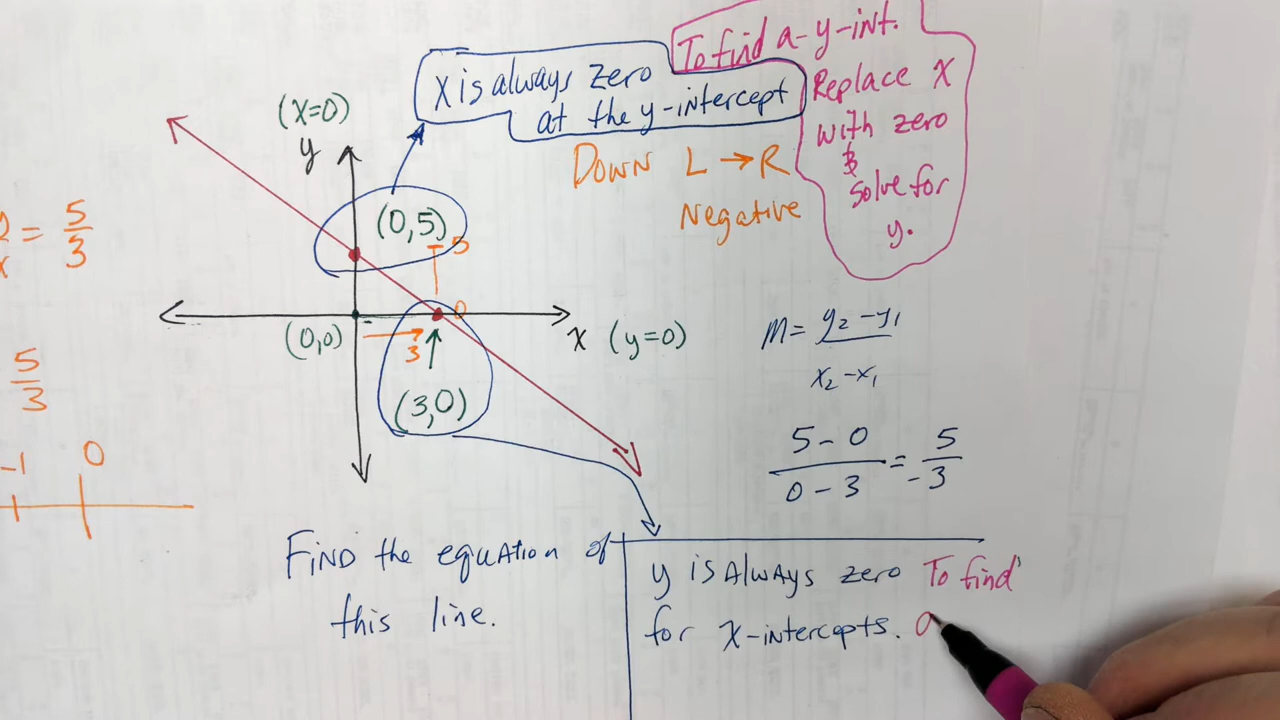 To find a-y-int.
Replace X
with zero
&
Solve for
y.
X is always zero
at the y-intercept
(X=0)
y
DOWN L → R
Negative
(0,5)
5
0
= 5/3
(0,0)
3
x (y=0)
(3,0)
M = y₂ - y₁
x₂ - x₁
5/3
5 - 0
0 - 3
= 5/-3
-1 0
FIND the equation of
this line.
y is Always zero To find
for x-intercepts.